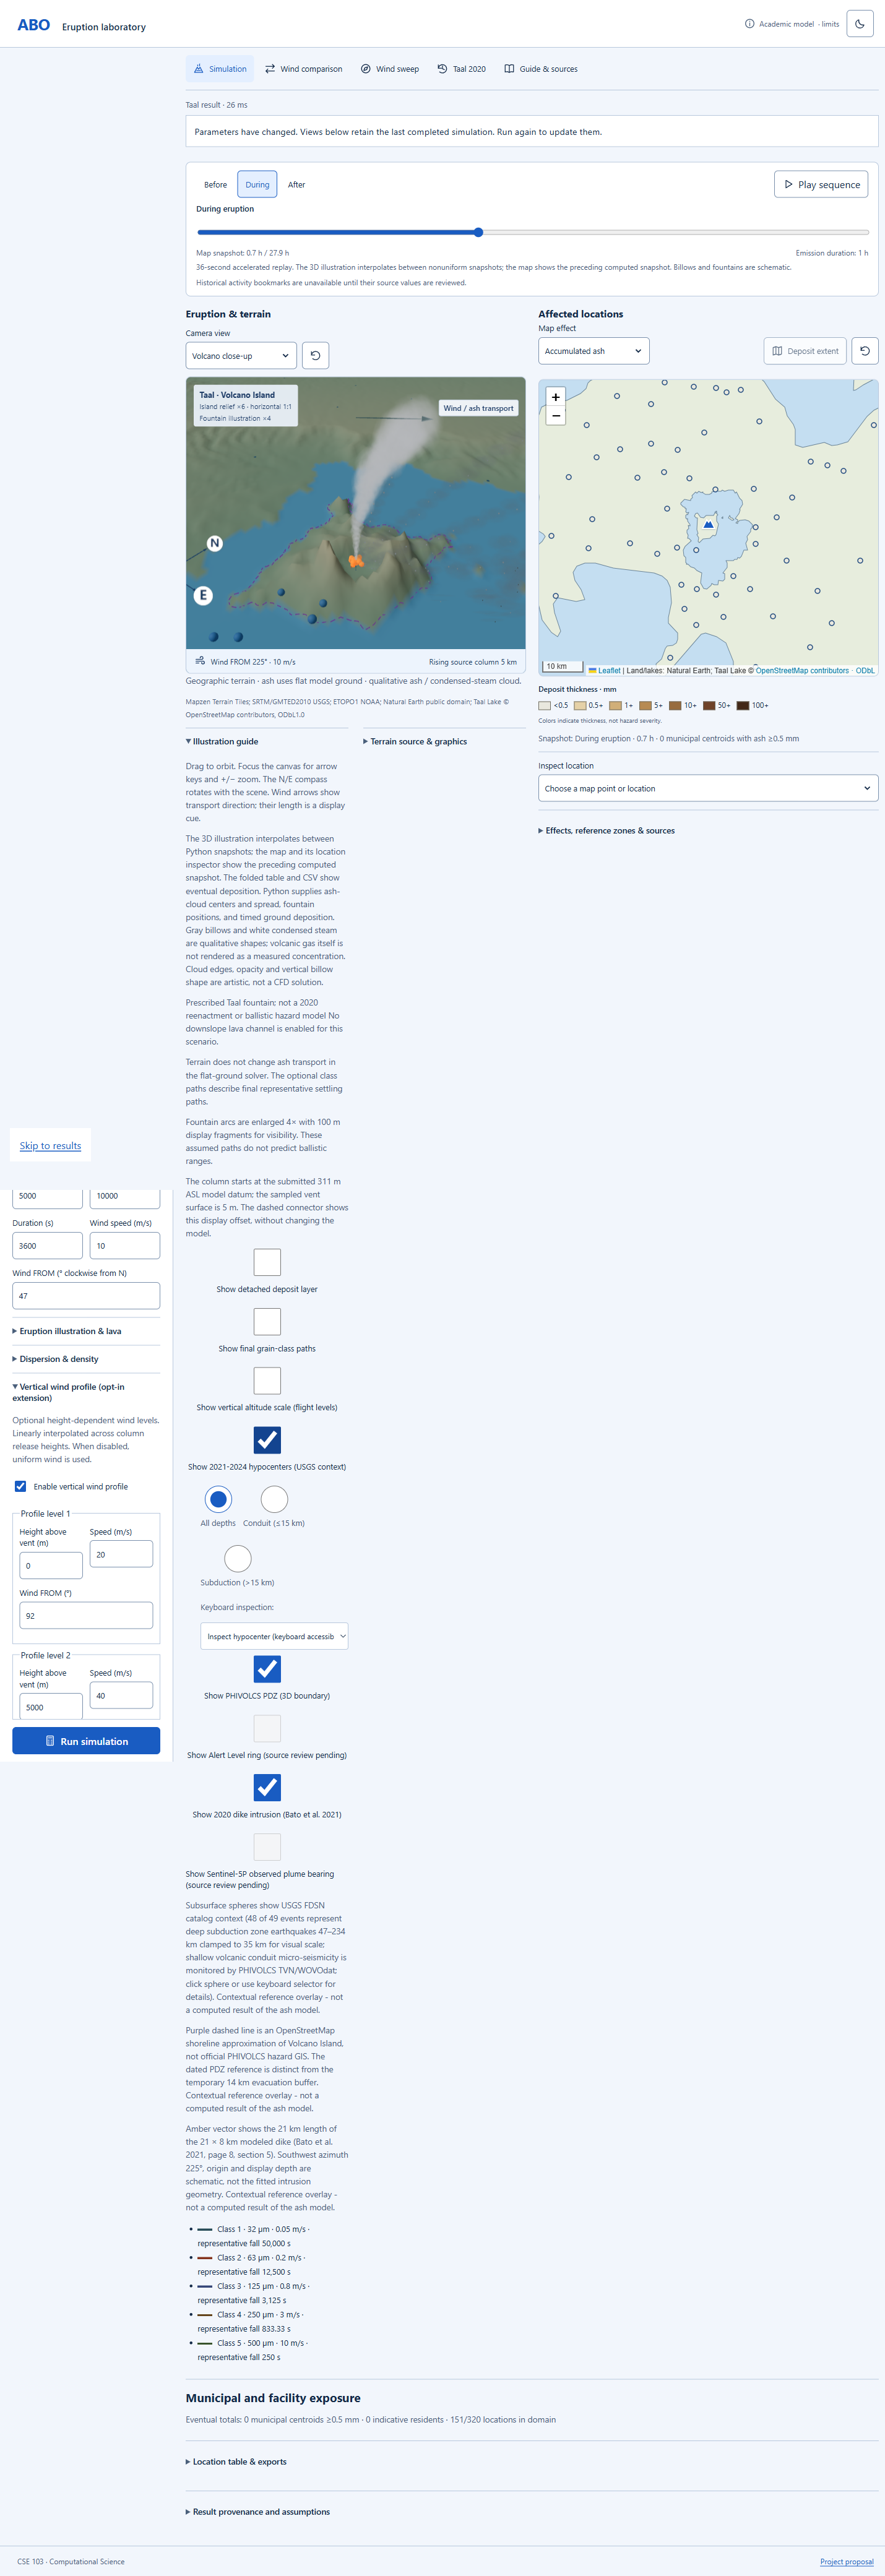 ABO Eruption laboratory
Academic model · limits
Simulation
Wind comparison
Wind sweep
Taal 2020
Guide & sources
Taal result · 26 ms
Parameters have changed. Views below retain the last completed simulation. Run again to update them.
Before
During
After
Play sequence
During eruption
Map snapshot: 0.7 h / 27.9 h
Emission duration: 1 h
36-second accelerated replay. The 3D illustration interpolates between nonuniform snapshots; the map shows the preceding computed snapshot. Billows and fountains are schematic.
Historical activity bookmarks are unavailable until their source values are reviewed.
Eruption & terrain
Camera view
Volcano close-up
Taal · Volcano Island
Island relief ×6 · horizontal 1:1
Fountain illustration ×4
Wind / ash transport
N
E
Wind FROM 225° · 10 m/s
Rising source column 5 km
Geographic terrain · ash uses flat model ground · qualitative ash / condensed-steam cloud.
Mapzen Terrain Tiles; SRTM/GMTED2010 USGS; ETOPO1 NOAA; Natural Earth public domain; Taal Lake ©
OpenStreetMap contributors, ODbL1.0
Affected locations
Map effect
Accumulated ash
Deposit extent
+
−
10 km
Leaflet | Land/lakes: Natural Earth; Taal Lake © OpenStreetMap contributors · ODbL
Deposit thickness · mm
<0.5
0.5+
1+
5+
10+
50+
100+
Colors indicate thickness, not hazard severity.
Snapshot: During eruption · 0.7 h · 0 municipal centroids with ash ≥0.5 mm
Inspect location
Choose a map point or location
Effects, reference zones & sources
Illustration guide
Terrain source & graphics
Drag to orbit. Focus the canvas for arrow
keys and +/− zoom. The N/E compass
rotates with the scene. Wind arrows show
transport direction; their length is a display
cue.
The 3D illustration interpolates between
Python snapshots; the map and its location
inspector show the preceding computed
snapshot. The folded table and CSV show
eventual deposition. Python supplies ash-
cloud centers and spread, fountain
positions, and timed ground deposition.
Gray billows and white condensed steam
are qualitative shapes; volcanic gas itself is
not rendered as a measured concentration.
Cloud edges, opacity and vertical billow
shape are artistic, not a CFD solution.
Prescribed Taal fountain; not a 2020
reenactment or ballistic hazard model No
downslope lava channel is enabled for this
scenario.
Terrain does not change ash transport in
the flat-ground solver. The optional class
paths describe final representative settling
paths.
Fountain arcs are enlarged 4× with 100 m
display fragments for visibility. These
assumed paths do not predict ballistic
ranges.
The column starts at the submitted 311 m
ASL model datum; the sampled vent
surface is 5 m. The dashed connector shows
this display offset, without changing the
model.
Show detached deposit layer
Show final grain-class paths
Show vertical altitude scale (flight levels)
Show 2021-2024 hypocenters (USGS context)
All depths
Conduit (≤15 km)
Subduction (>15 km)
Keyboard inspection:
Inspect hypocenter (keyboard accessib
Show PHIVOLCS PDZ (3D boundary)
Show Alert Level ring (source review pending)
Show 2020 dike intrusion (Bato et al. 2021)
Show Sentinel-5P observed plume bearing
(source review pending)
Subsurface spheres show USGS FDSN
catalog context (48 of 49 events represent
deep subduction zone earthquakes 47–234
km clamped to 35 km for visual scale;
shallow volcanic conduit micro-seismicity is
monitored by PHIVOLCS TVN/WOVOdat;
click sphere or use keyboard selector for
details). Contextual reference overlay - not
a computed result of the ash model.
Purple dashed line is an OpenStreetMap
shoreline approximation of Volcano Island,
not official PHIVOLCS hazard GIS. The
dated PDZ reference is distinct from the
temporary 14 km evacuation buffer.
Contextual reference overlay - not a
computed result of the ash model.
Amber vector shows the 21 km length of
the 21 × 8 km modeled dike (Bato et al.
2021, page 8, section 5). Southwest azimuth
225°, origin and display depth are
schematic, not the fitted intrusion
geometry. Contextual reference overlay -
not a computed result of the ash model.
Class 1 · 32 µm · 0.05 m/s ·
representative fall 50,000 s
Class 2 · 63 µm · 0.2 m/s ·
representative fall 12,500 s
Class 3 · 125 µm · 0.8 m/s ·
representative fall 3,125 s
Class 4 · 250 µm · 3 m/s ·
representative fall 833.33 s
Class 5 · 500 µm · 10 m/s ·
representative fall 250 s
Skip to results
5000
10000
Duration (s)
Wind speed (m/s)
3600
10
Wind FROM (° clockwise from N)
47
Eruption illustration & lava
Dispersion & density
Vertical wind profile (opt-in
extension)
Optional height-dependent wind levels.
Linearly interpolated across column
release heights. When disabled,
uniform wind is used.
Enable vertical wind profile
Profile level 1
Height above
vent (m)
Speed (m/s)
0
20
Wind FROM (°)
92
Profile level 2
Height above
vent (m)
Speed (m/s)
5000
40
Run simulation
Municipal and facility exposure
Eventual totals: 0 municipal centroids ≥0.5 mm · 0 indicative residents · 151/320 locations in domain
Location table & exports
Result provenance and assumptions
CSE 103 · Computational Science
Project proposal